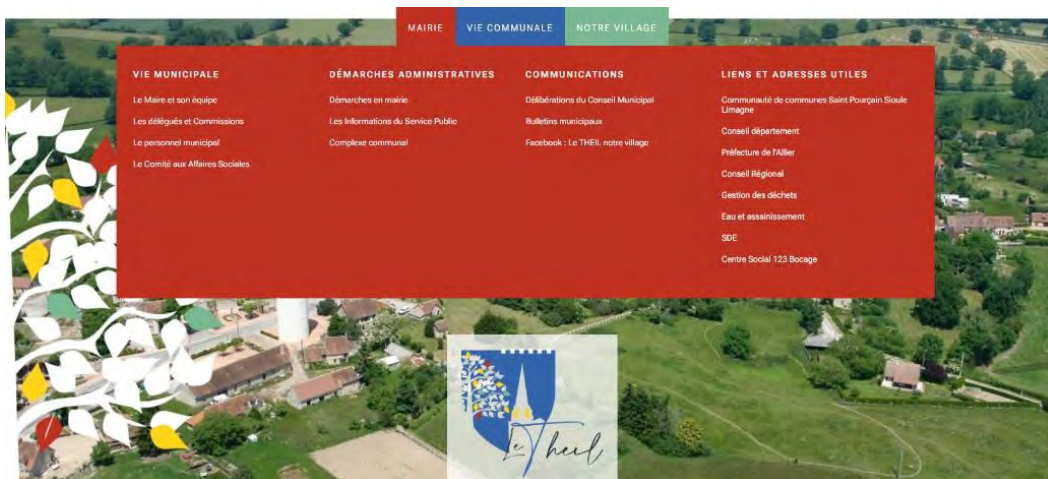 MAIRIE
VIE COMMUNALE
NOTRE VILLAGE
VIE MUNICIPALE
Le Maire et son équipe
Les délégués et Commissions
Le personnel municipal
Le Comité aux Affaires Sociales
DÉMARCHES ADMINISTRATIVES
Démarches en mairie
Les Informations du Service Public
Complexe communal
COMMUNICATIONS
Délibérations du Conseil Municipal
Bulletins municipaux
Facebook : Le THEIL notre village
LIENS ET ADRESSES UTILES
Communauté de communes Saint Pourçain Sioule
Limagne
Conseil département
Préfecture de l'Allier
Conseil Régional
Gestion des déchets
Eau et assainissement
SDE
Centre Social 123 Bocage
Le Theil